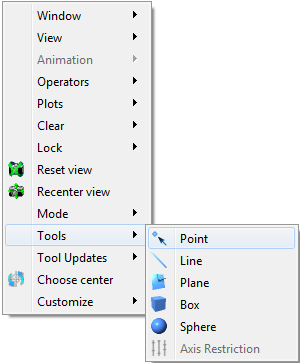 Window
View
Animation
Operators
Plots
Clear
Lock
Reset view
Recenter view
Mode
Tools
Tool Updates
Choose center
Customize
Point
Line
Plane
Box
Sphere
Axis Restriction